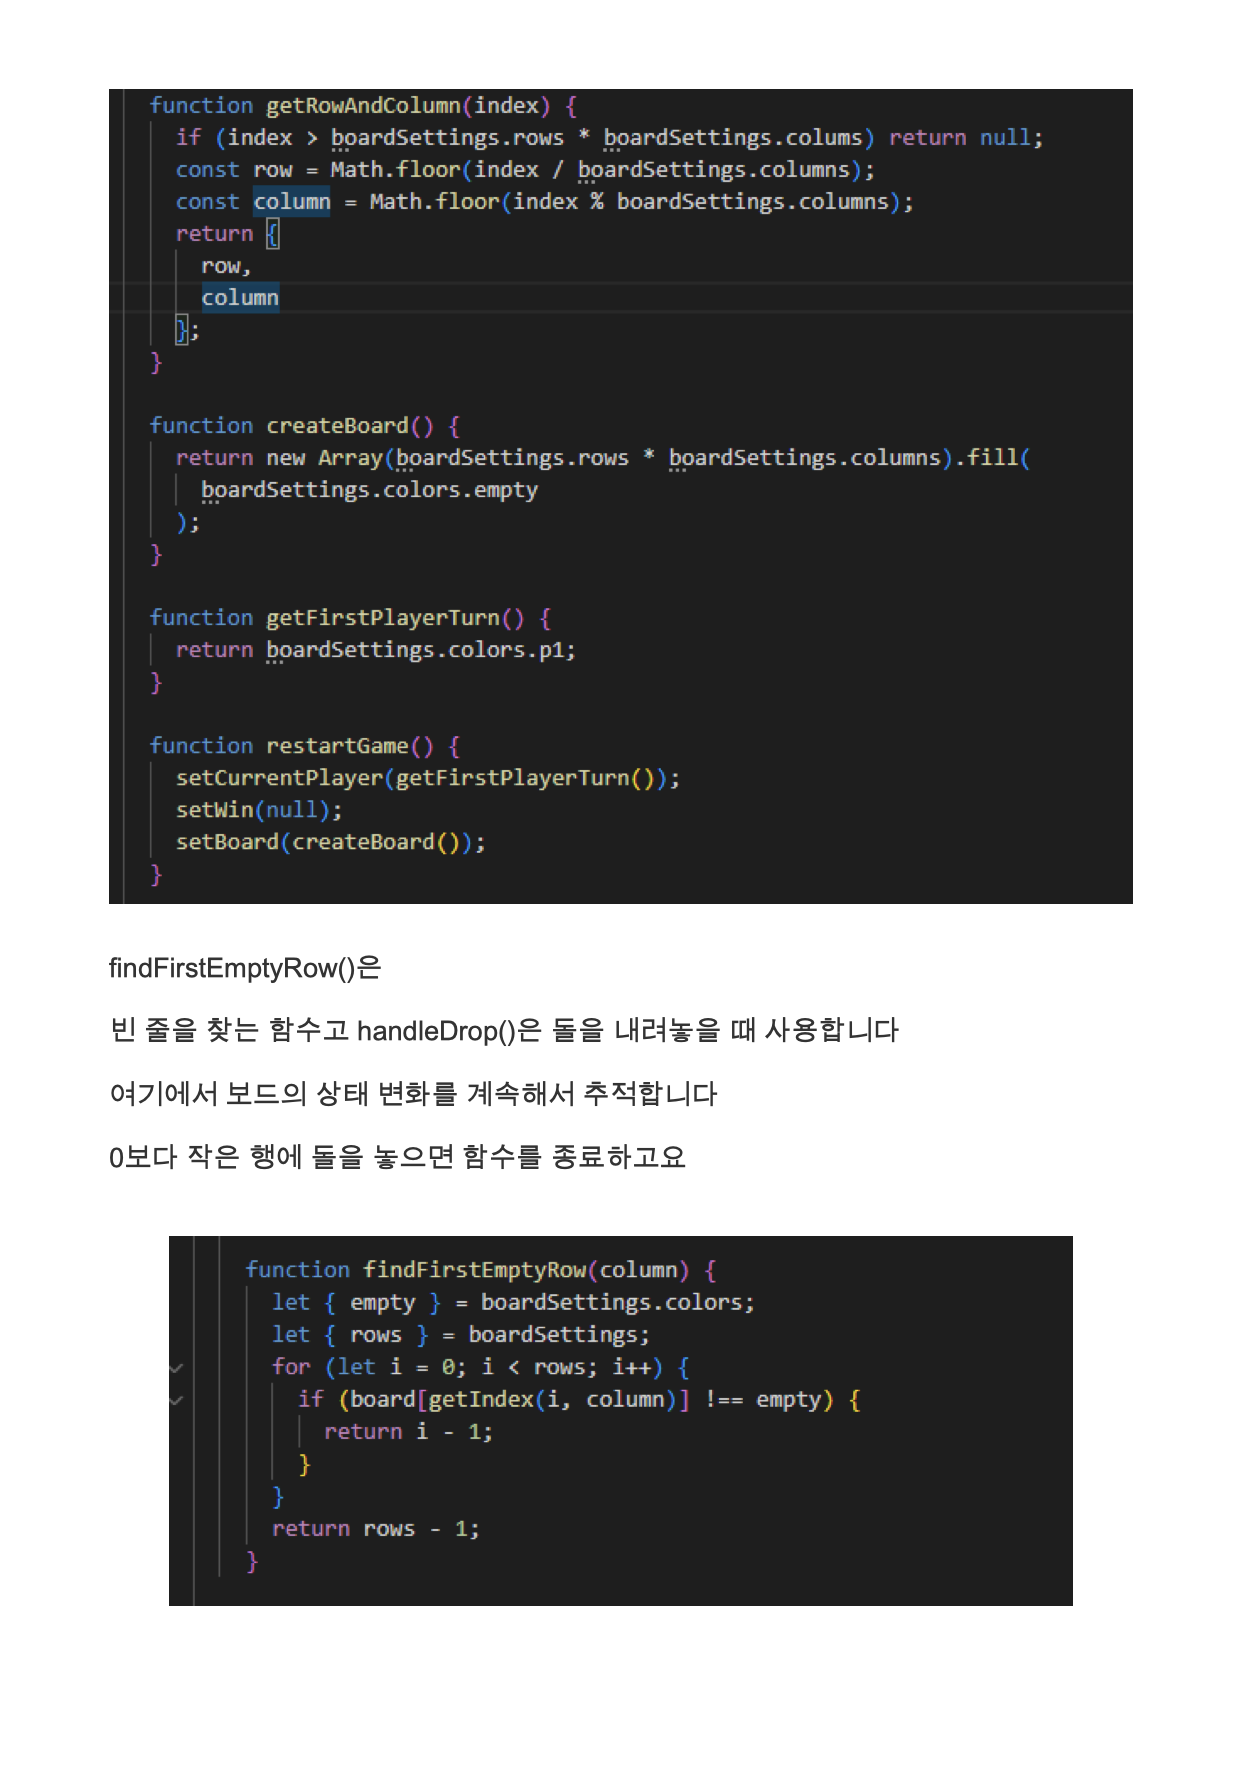 function getRowAndColumn(index) {
if (index > boardSettings.rows * boardSettings.colums) return null;
const row = Math.floor(index / boardSettings.columns);
const column = Math.floor(index % boardSettings.columns);
return {
row,
column
};
}
function createBoard() {
return new Array(boardSettings.rows * boardSettings.columns).fill(
boardSettings.colors.empty
);
}
function getFirstPlayerTurn() {
return boardSettings.colors.p1;
}
function restartGame() {
setCurrentPlayer(getFirstPlayerTurn());
setWin(null);
setBoard(createBoard());
}
findFirstEmptyRow()은
빈 줄을 찾는 함수고 handleDrop()은 돌을 내려놓을 때 사용합니다
여기에서 보드의 상태 변화를 계속해서 추적합니다
0보다 작은 행에 돌을 놓으면 함수를 종료하고요
function findFirstEmptyRow(column) {
let { empty } = boardSettings.colors;
let { rows } = boardSettings;
for (let i = 0; i < rows; i++) {
if (board[getIndex(i, column)] !== empty) {
return i - 1;
}
}
return rows - 1;
}